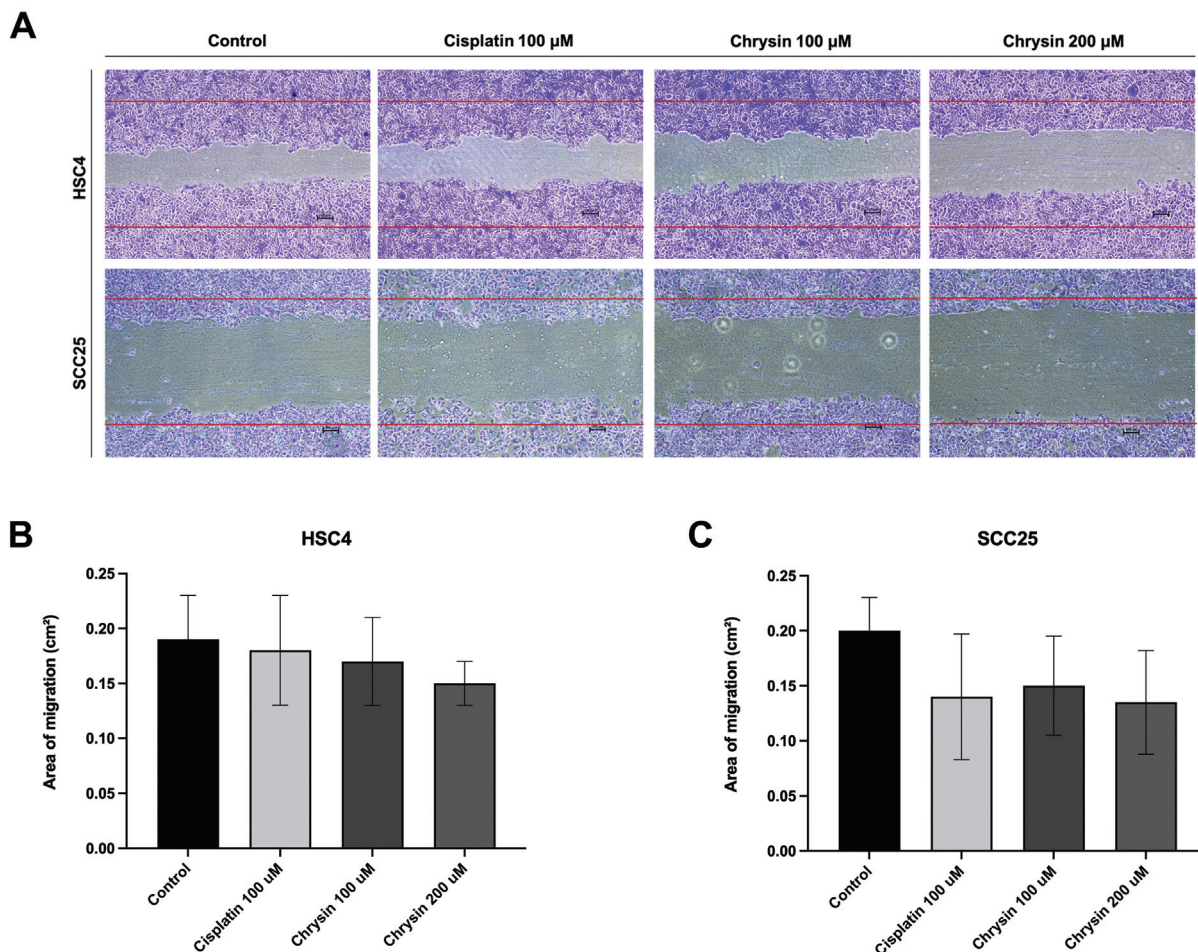 A
Control
Cisplatin 100 µM
Chrysin 100 µM
Chrysin 200 µM
HSC4
SCC25
B
HSC4
Area of migration (cm²)
0.25
0.20
0.15
0.10
0.05
0.00
Control
Cisplatin 100 uM
Chrysin 100 uM
Chrysin 200 uM
C
SCC25
Area of migration (cm²)
0.25
0.20
0.15
0.10
0.05
0.00
Control
Cisplatin 100 uM
Chrysin 100 uM
Chrysin 200 uM